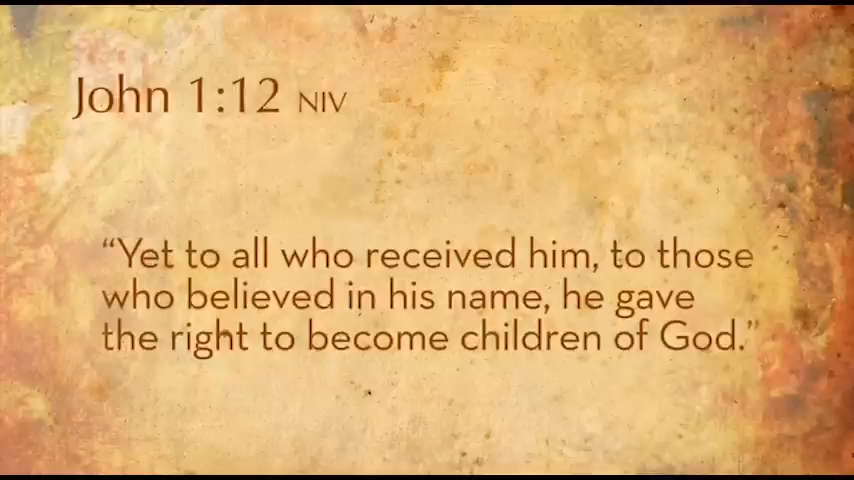 John 1:12 NIV
“Yet to all who received him, to those
who believed in his name, he gave
the right to become children of God.”